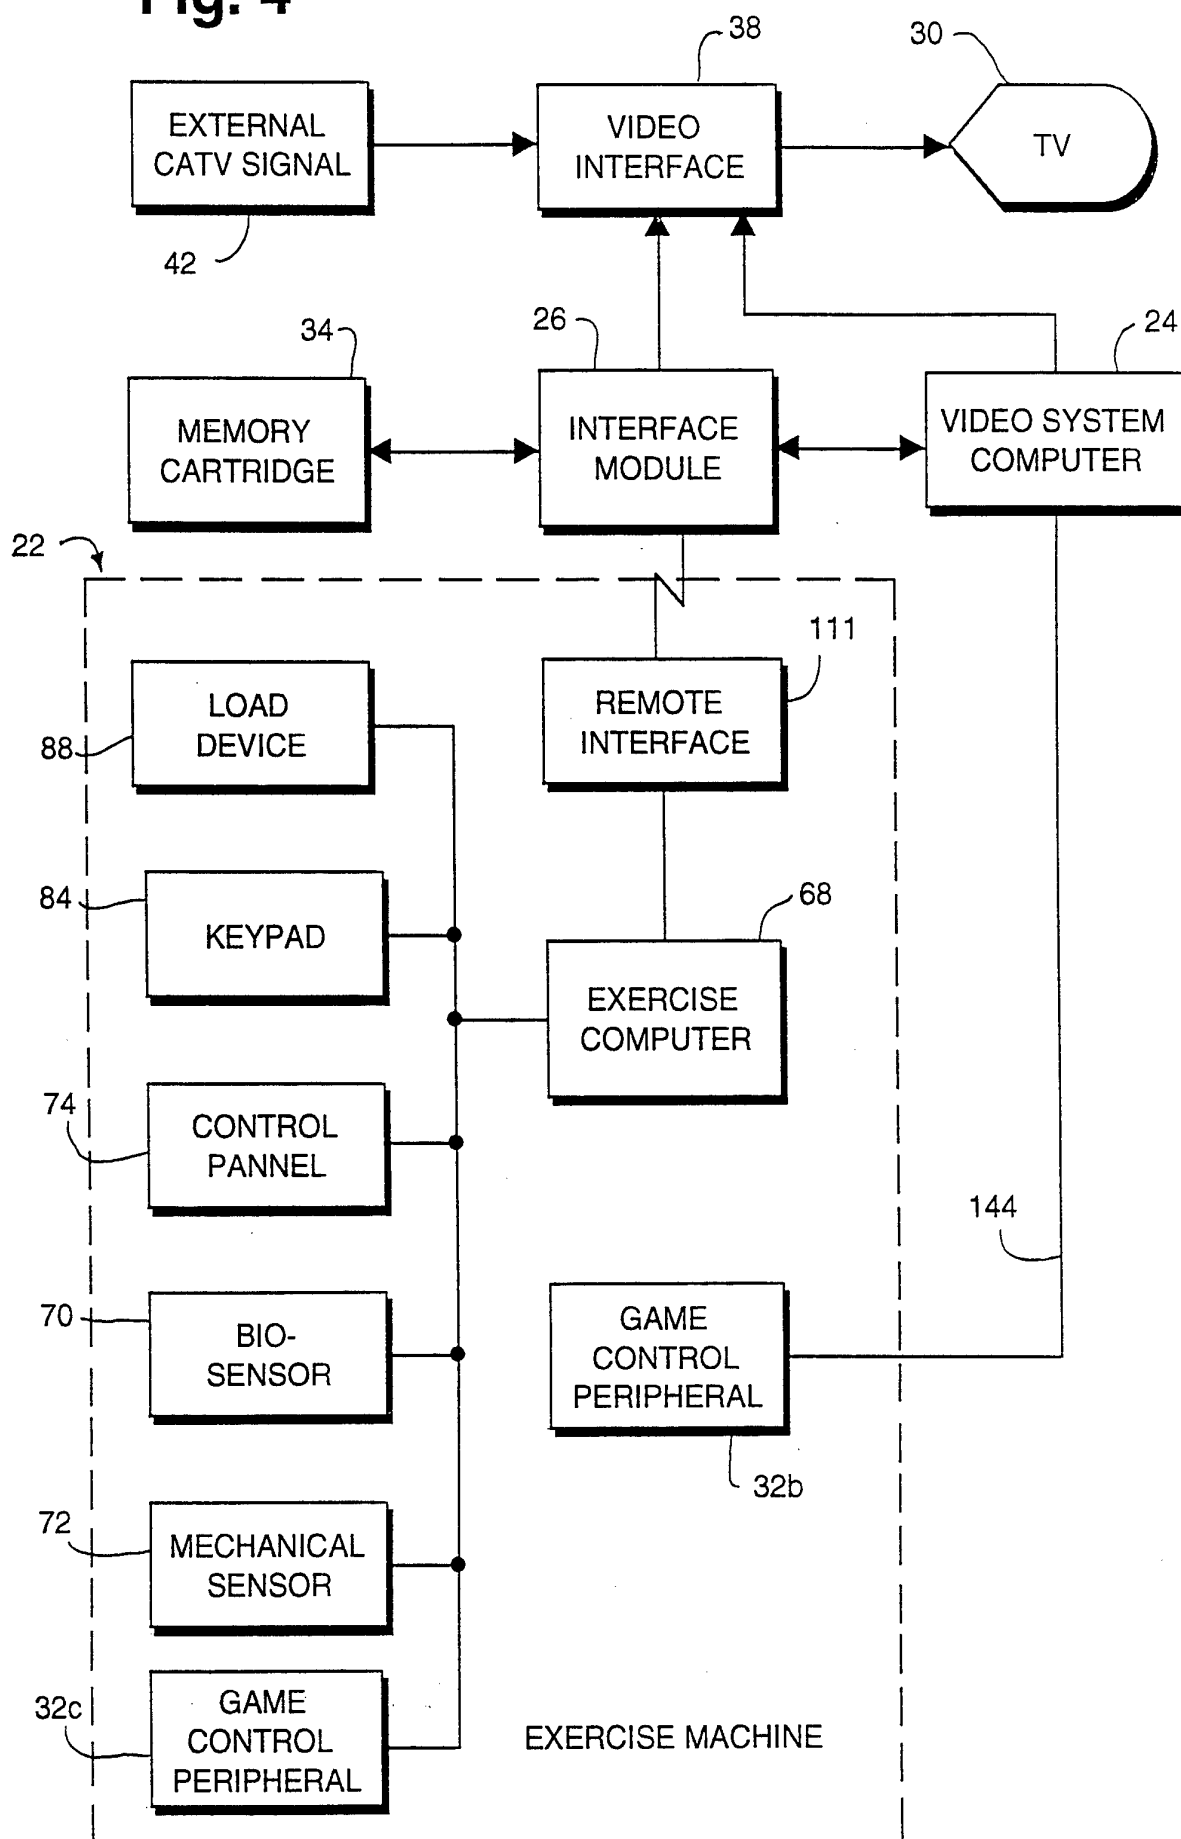 Fig. 4
38
30
EXTERNAL
CATV SIGNAL
VIDEO
INTERFACE
TV
42
34
26
24
MEMORY
CARTRIDGE
INTERFACE
MODULE
VIDEO SYSTEM
COMPUTER
22
111
LOAD
DEVICE
88
REMOTE
INTERFACE
84
KEYPAD
68
EXERCISE
COMPUTER
74
CONTROL
PANNEL
144
70
BIO-
SENSOR
GAME
CONTROL
PERIPHERAL
32b
72
MECHANICAL
SENSOR
32c
GAME
CONTROL
PERIPHERAL
EXERCISE MACHINE